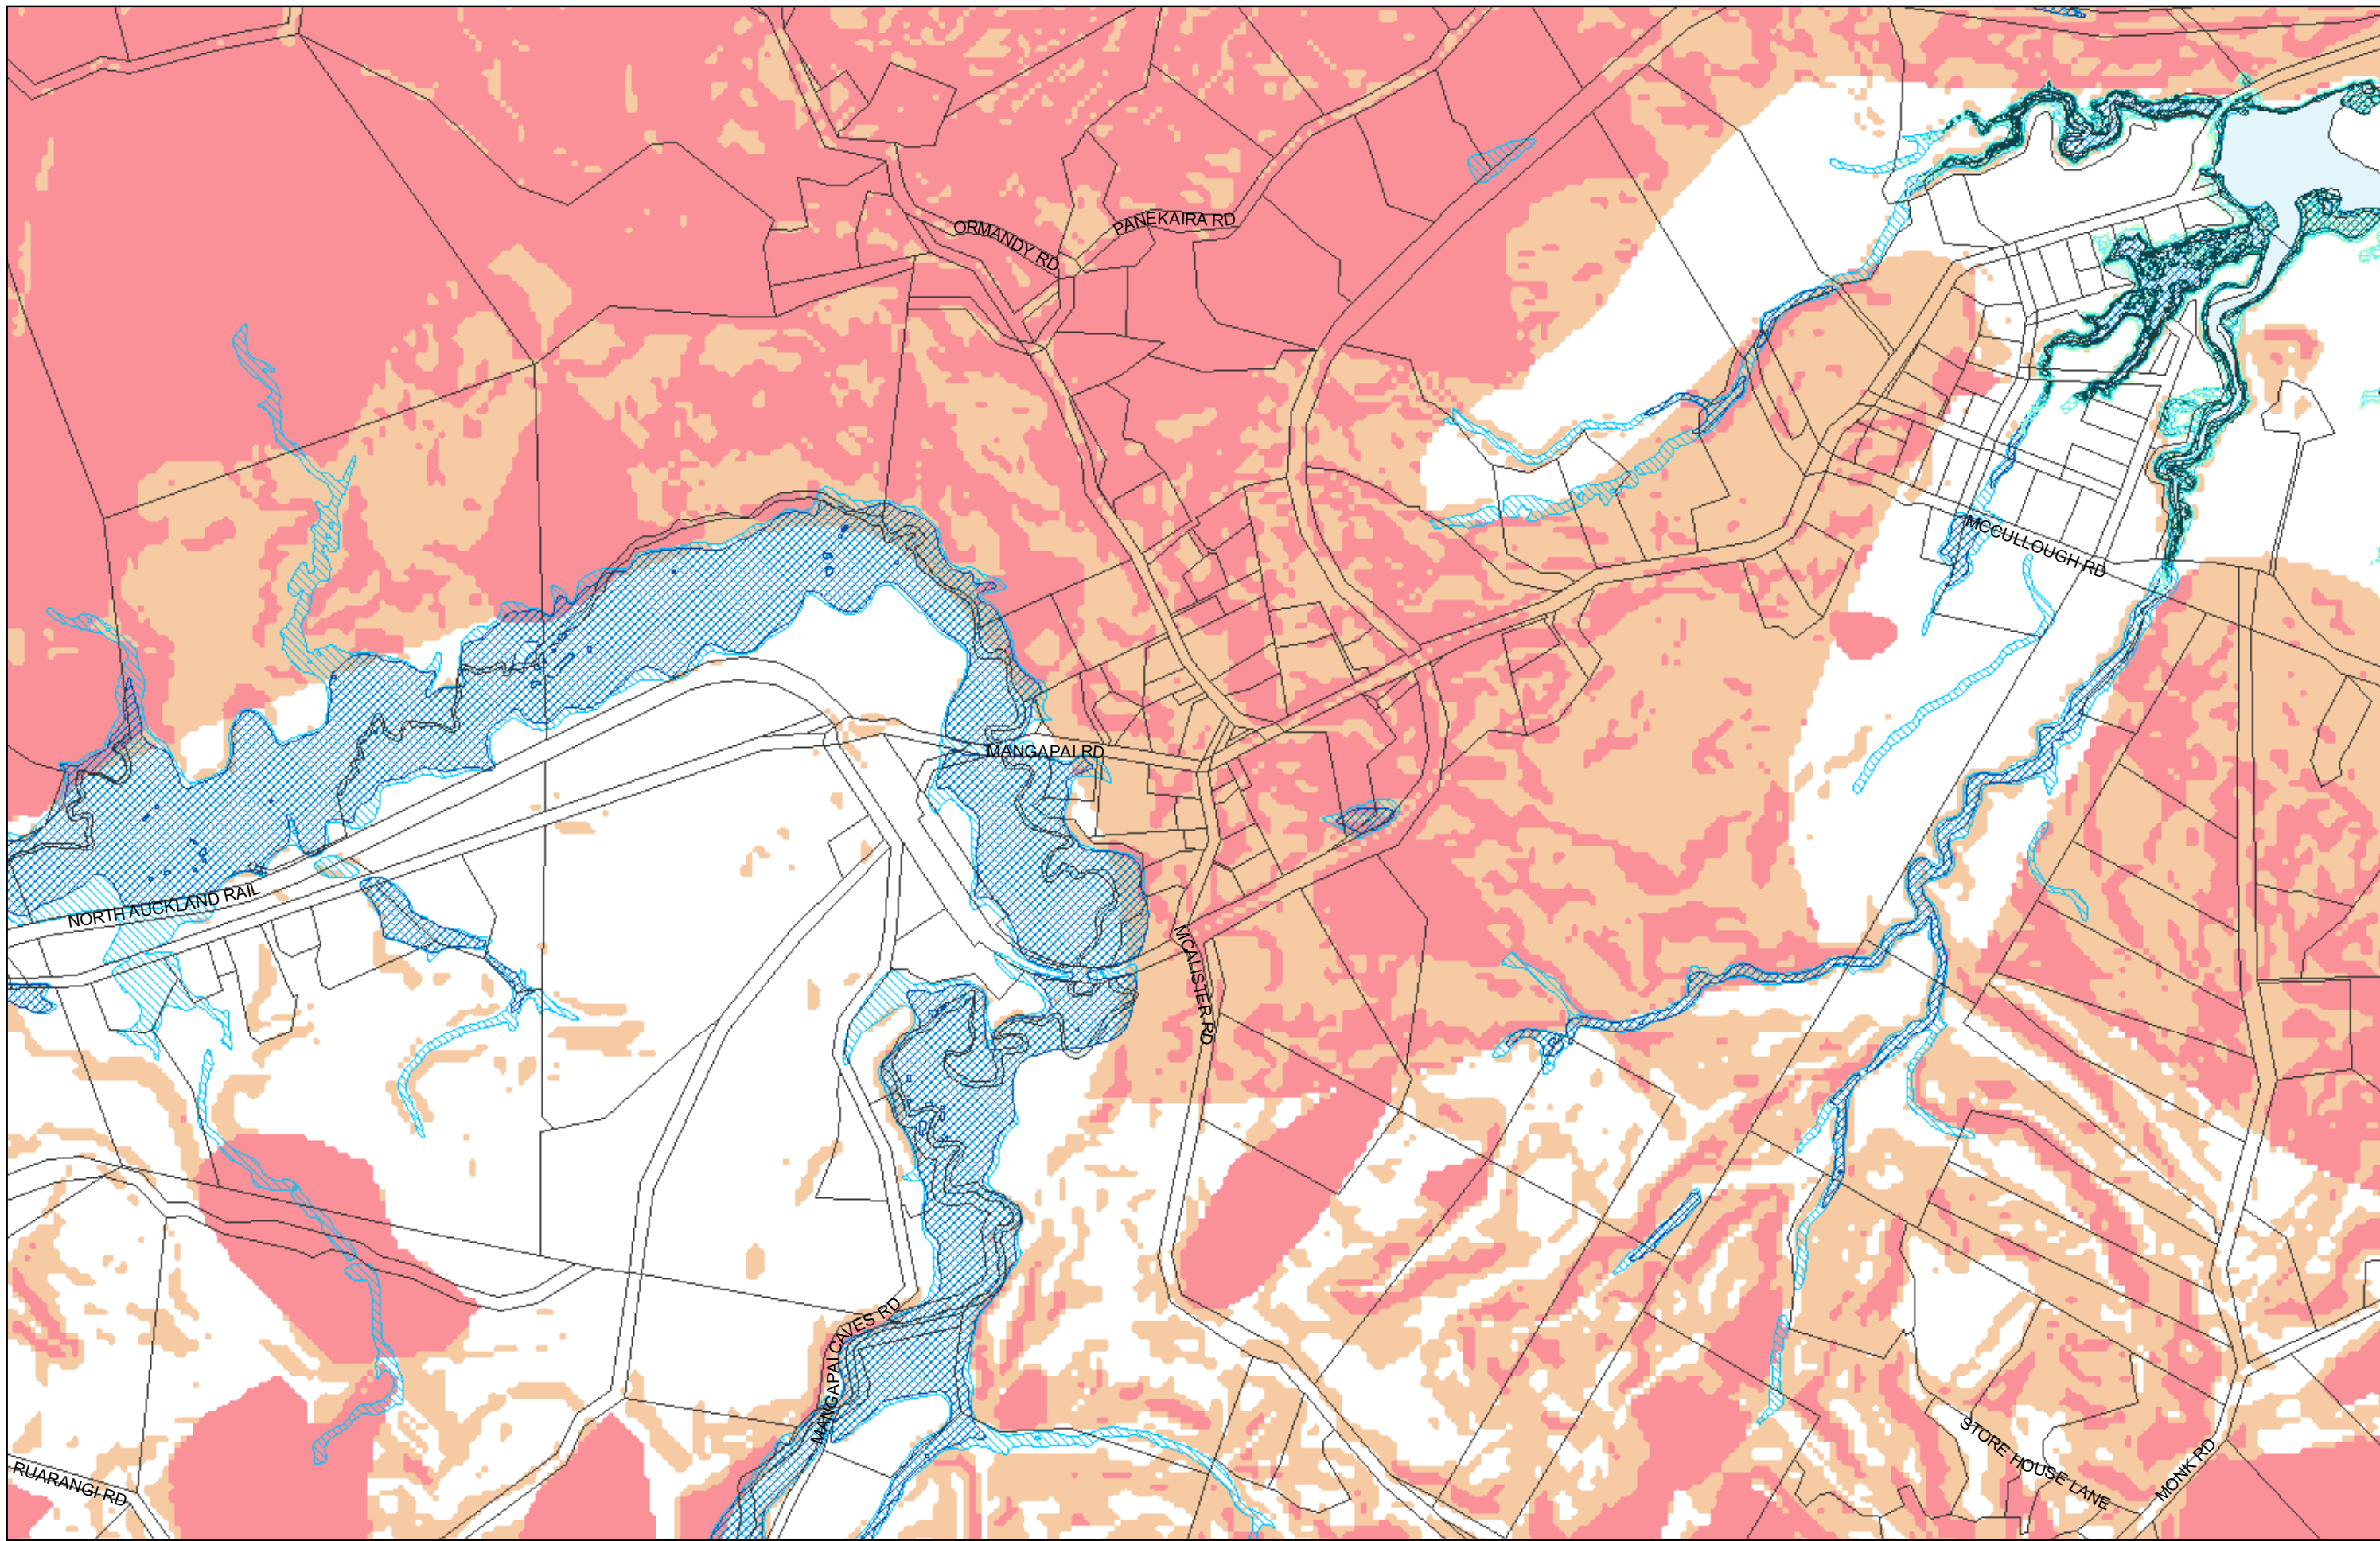 ORMANDY RD
PANEKAIRA RD
MCCULLOUGH RD
MANGAPAI RD
NORTH AUCKLAND RAIL
MCALISTER RD
MANGAPAI CAVES RD
RUARANGI RD
STORE HOUSE LANE
MONK RD